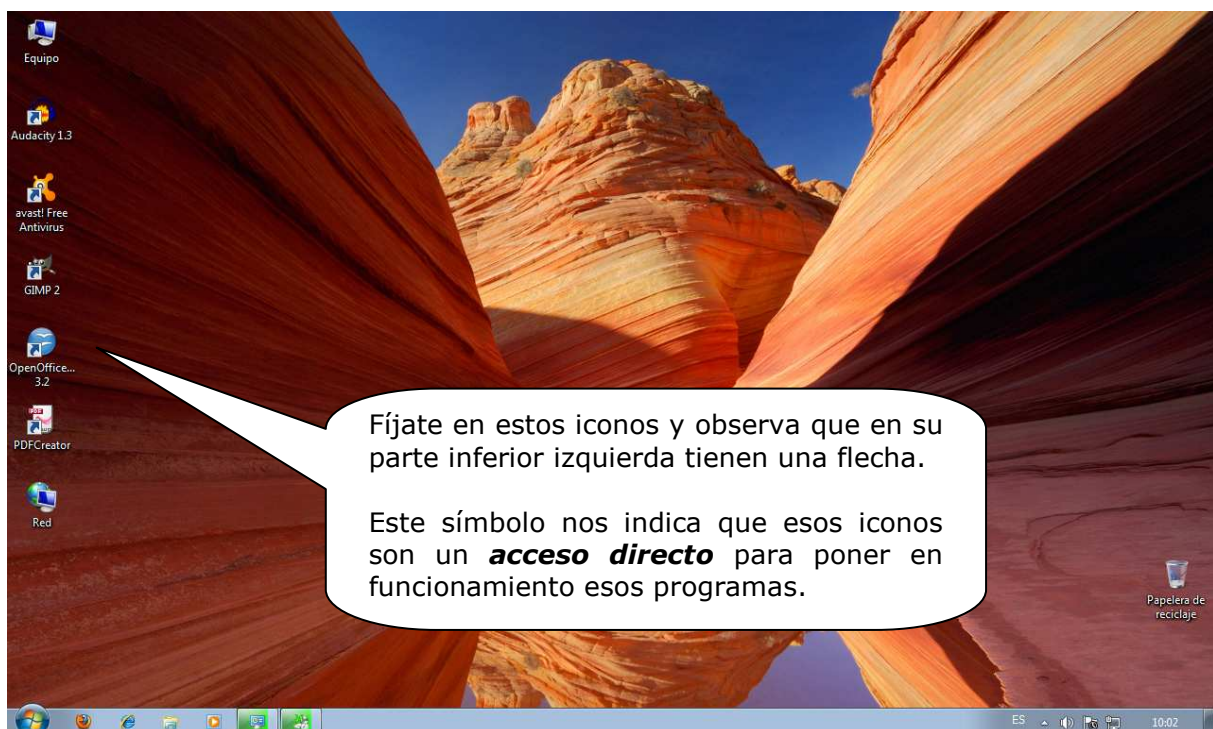 Equipo
Audacity 1.3
avast! Free
Antivirus
GIMP 2
OpenOffice...
3.2
PDFCreator
Red
Fíjate en estos iconos y observa que en su
parte inferior izquierda tienen una flecha.
Este símbolo nos indica que esos iconos
son un acceso directo para poner en
funcionamiento esos programas.
Papelera de
reciclaje
ES
10:02